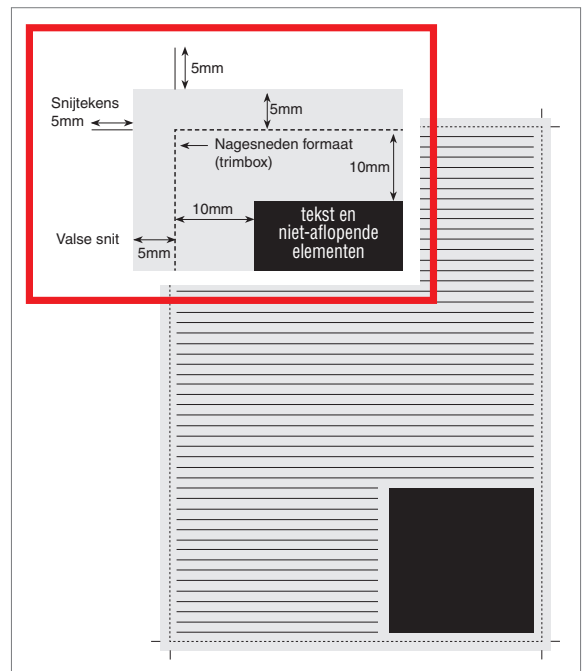 5mm
Snijtekens
5mm
5mm
Nagesneden formaat
(trimbox)
10mm
10mm
tekst en
niet-aflopende
elementen
Valse snit
5mm